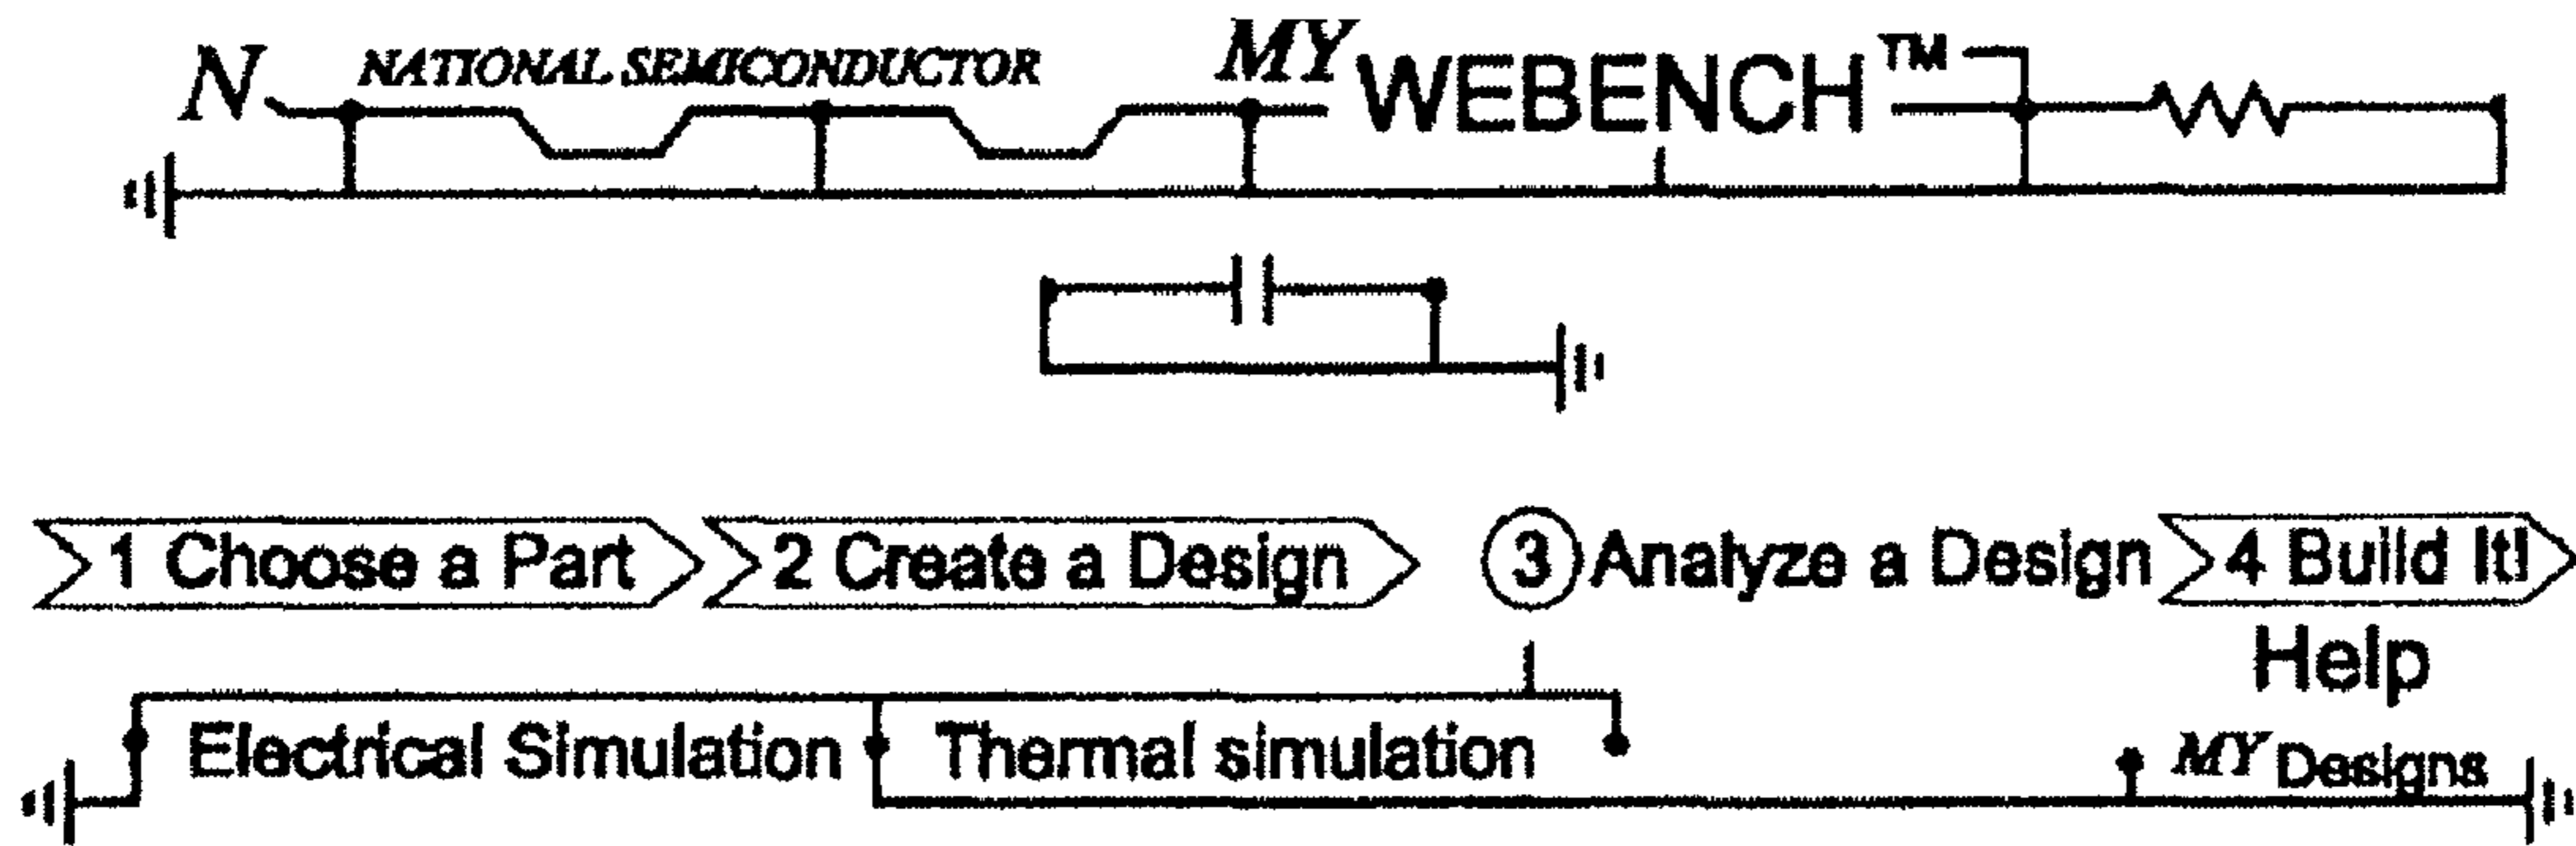 N NATIONAL SEMICONDUCTOR MY WEBENCH™
1 Choose a Part 2 Create a Design 3 Analyze a Design 4 Build It!
Help
Electrical Simulation Thermal simulation
MY Designs